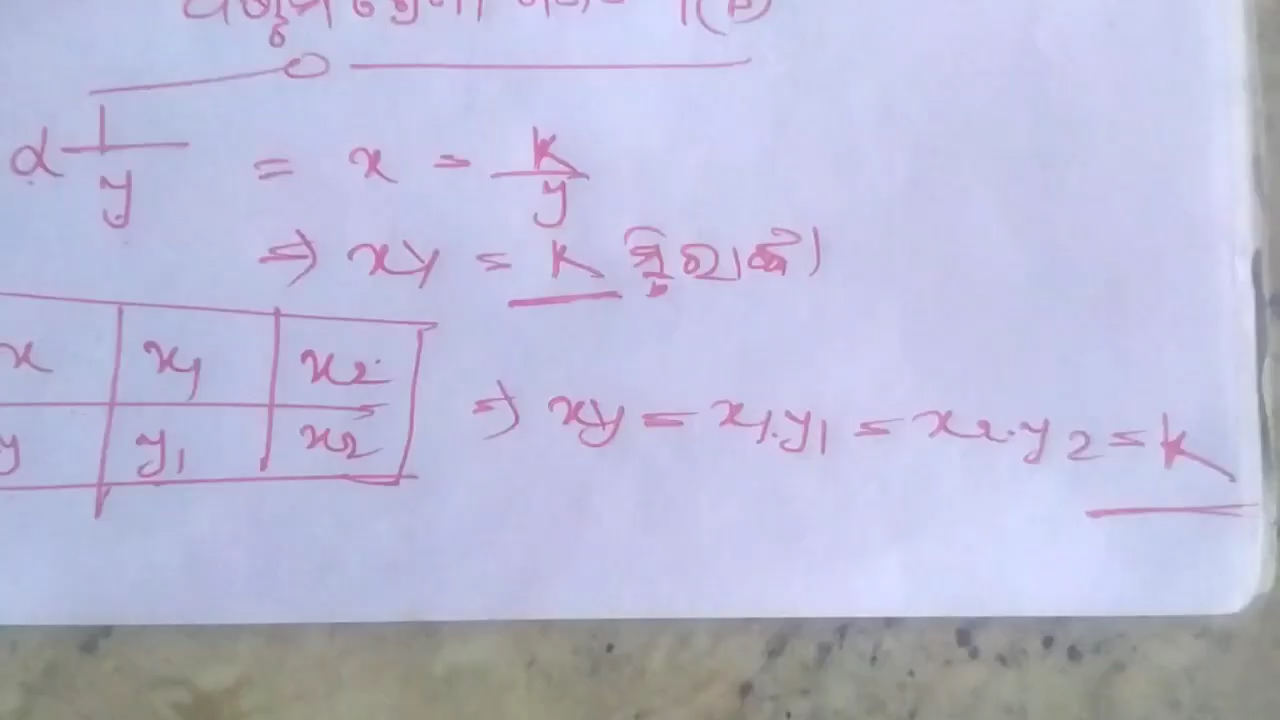 α 1/y = x = K/y
⇒ xy = K ସ୍ଥିରାଙ୍କ।
x x1 x2
y y1 x2
⇒ xy = x1.y1 = x2.y2 = K